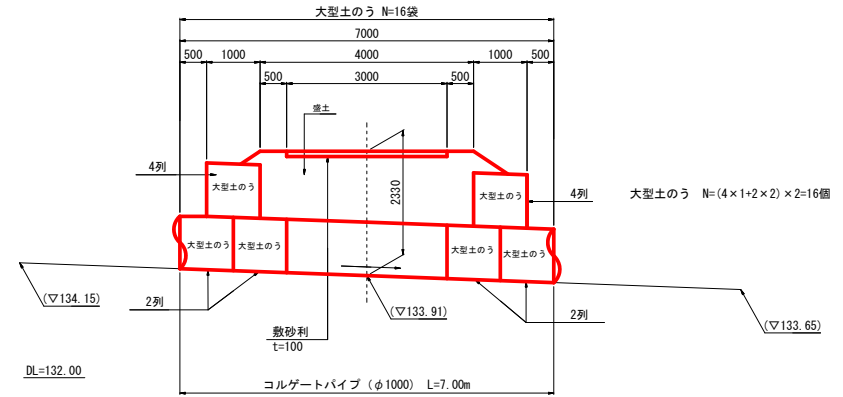 大型土のう N=16袋
7000
500 1000 4000 1000 500
500 3000 500
盛土
4列
大型土のう
2330
大型土のう
4列
大型土のう N=(4×1+2×2)×2=16個
大型土のう 大型土のう
大型土のう 大型土のう
(▽134.15)
2列
(▽133.91)
2列
(▽133.65)
敷砂利
t=100
DL=132.00
コルゲートパイプ(φ1000) L=7.00m